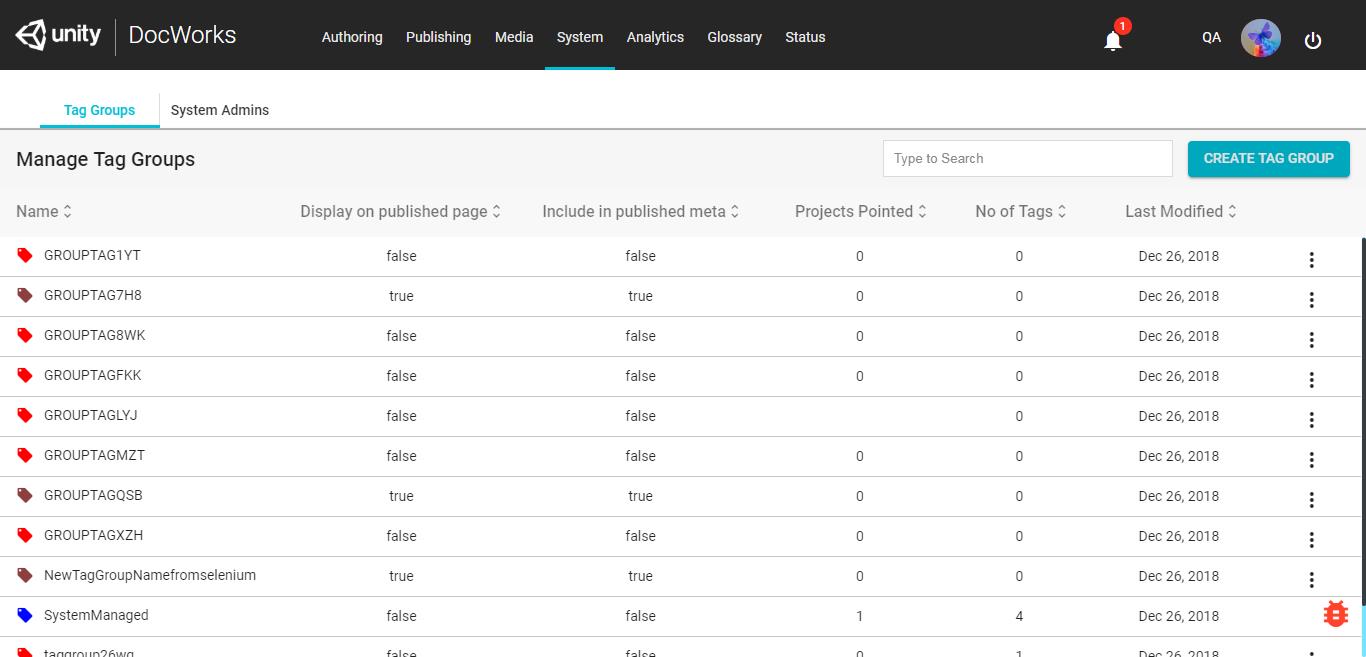 unity DocWorks Authoring Publishing Media System Analytics Glossary Status 1 QA
Tag Groups System Admins
Manage Tag Groups Type to Search CREATE TAG GROUP
Name Display on published page Include in published meta Projects Pointed No of Tags Last Modified
GROUPTAG1YT false false 0 0 Dec 26, 2018
GROUPTAG7H8 true true 0 0 Dec 26, 2018
GROUPTAG8WK false false 0 0 Dec 26, 2018
GROUPTAGFKK false false 0 0 Dec 26, 2018
GROUPTAGLYJ false false 0 Dec 26, 2018
GROUPTAGMZT false false 0 0 Dec 26, 2018
GROUPTAGQSB true true 0 0 Dec 26, 2018
GROUPTAGXZH false false 0 0 Dec 26, 2018
NewTagGroupNamefromselenium true true 0 0 Dec 26, 2018
SystemManaged false false 1 4 Dec 26, 2018
taggroup26wg false false 0 1 Dec 26, 2018